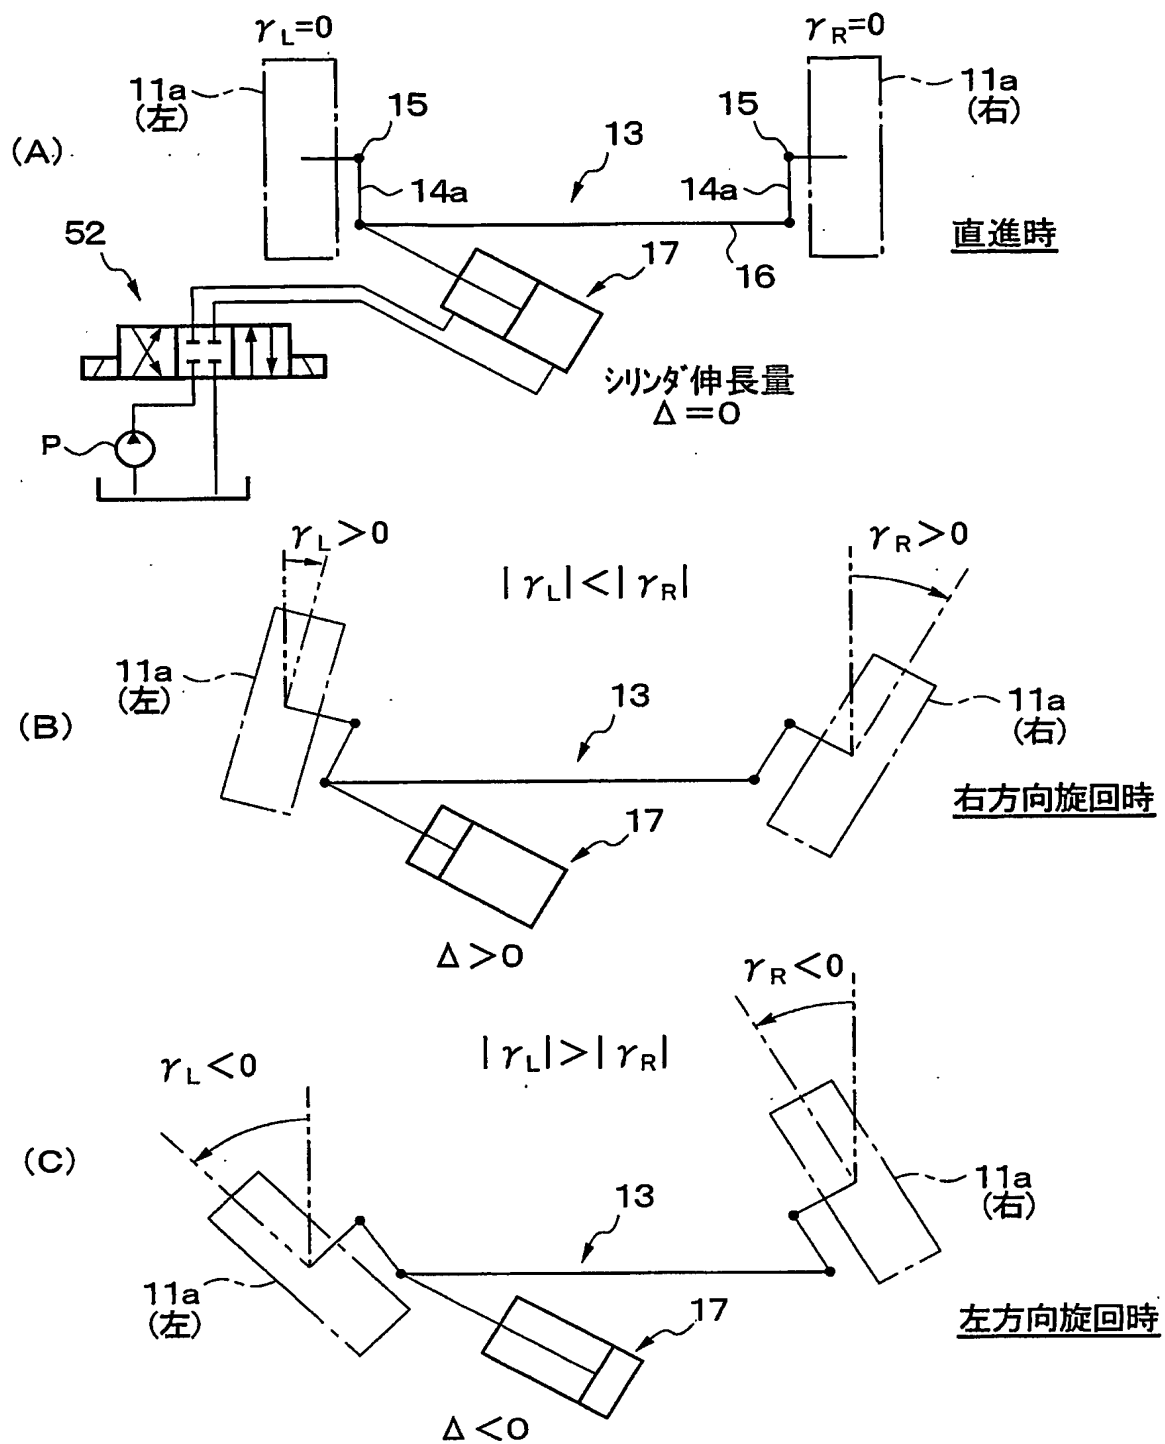 γL=0
γR=0
11a
(左)
15
13
15
11a
(右)
(A)
14a
14a
52
17
16
直進時
シリンダ伸長量
Δ=0
P
γL>0
|γL|<|γR|
γR>0
11a
(左)
13
11a
(右)
(B)
17
右方向旋回時
Δ>0
γR<0
|γL|>|γR|
γL<0
(C)
13
11a
(右)
11a
(左)
17
左方向旋回時
Δ<0